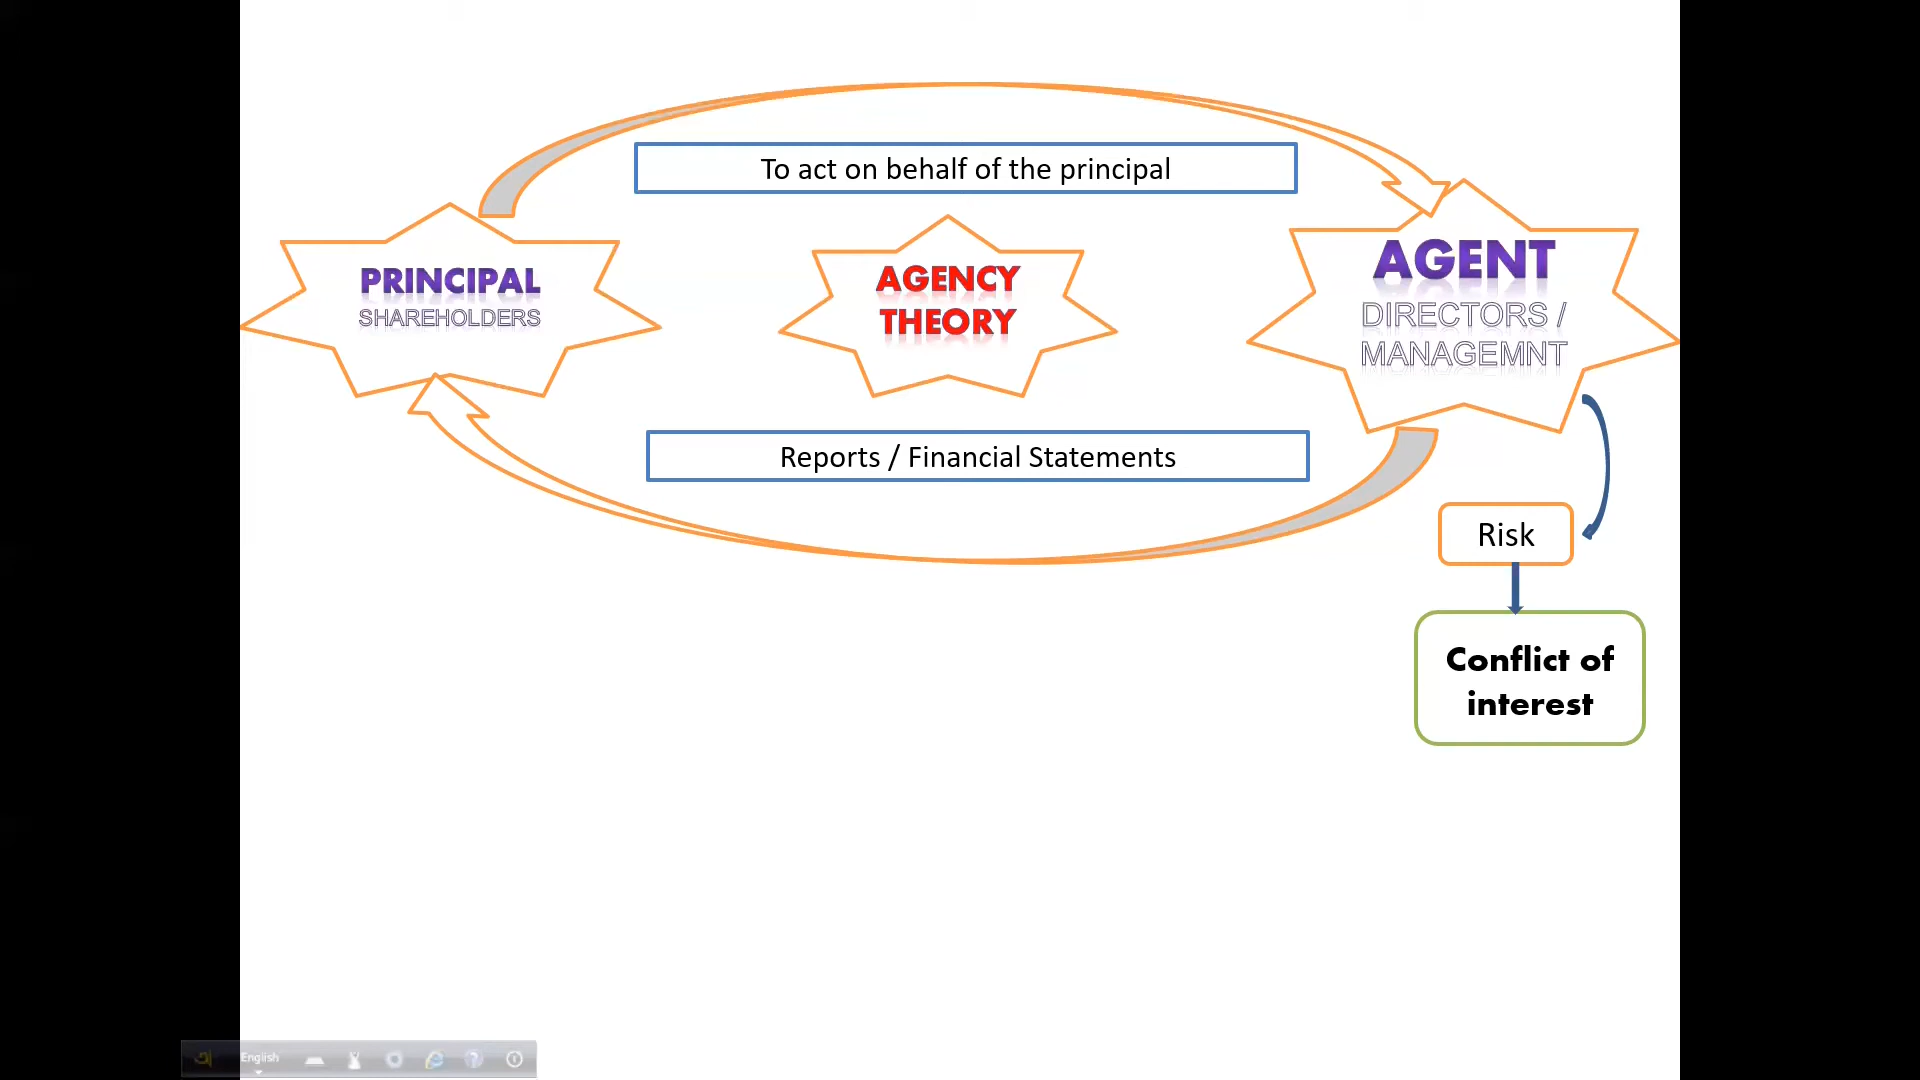 To act on behalf of the principal
PRINCIPAL
SHAREHOLDERS
AGENCY
THEORY
AGENT
DIRECTORS /
MANAGEMNT
Reports / Financial Statements
Risk
Conflict of
interest
English